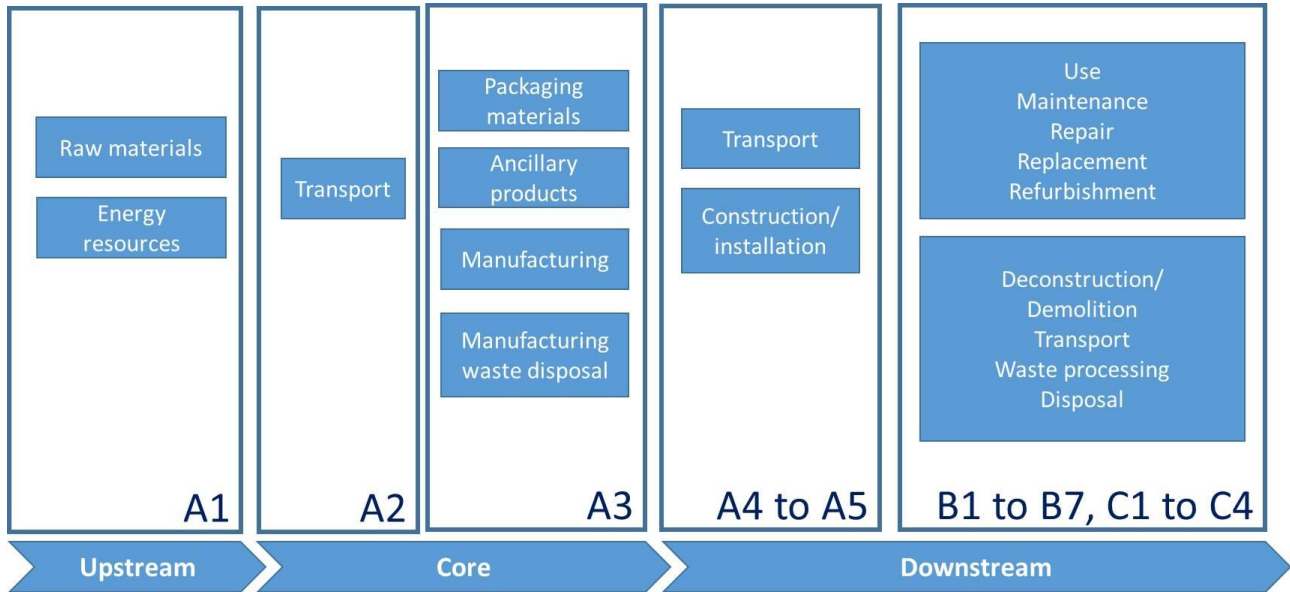 Raw materials
Energy
resources
A1
Transport
A2
Packaging
materials
Ancillary
products
Manufacturing
Manufacturing
waste disposal
A3
Transport
Construction/
installation
A4 to A5
Use
Maintenance
Repair
Replacement
Refurbishment
Deconstruction/
Demolition
Transport
Waste processing
Disposal
B1 to B7, C1 to C4
Upstream
Core
Downstream